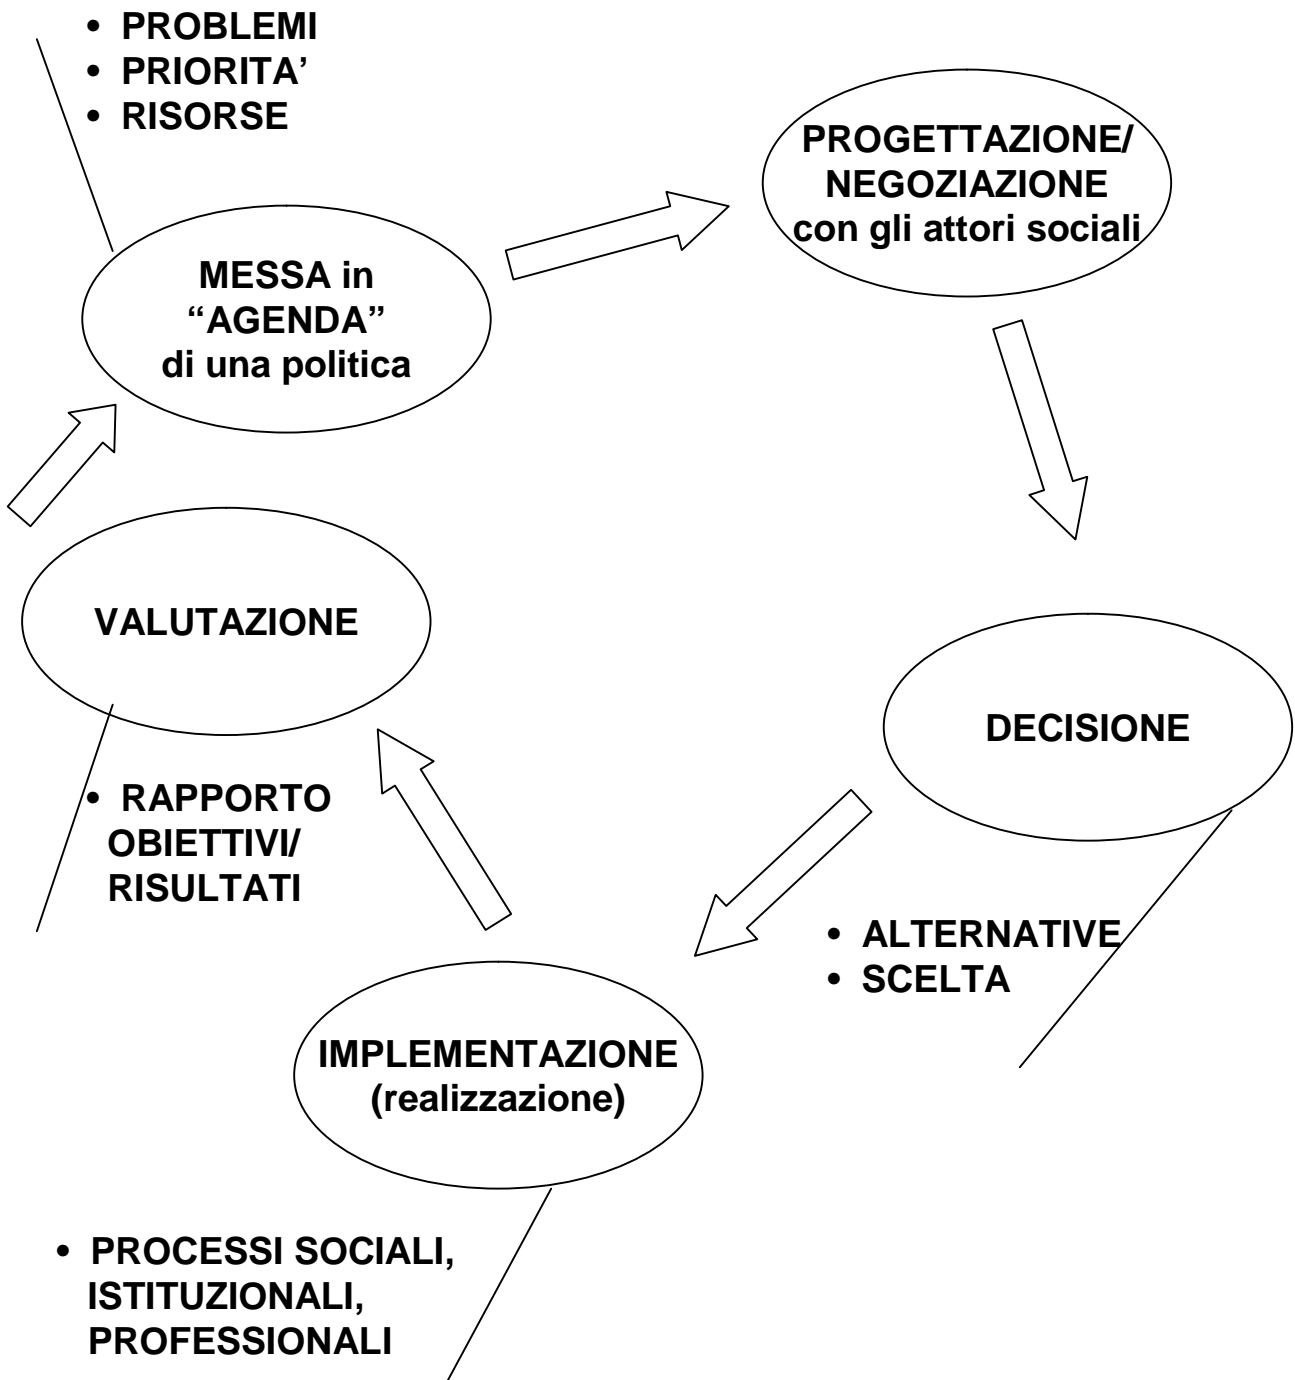 • PROBLEMI
• PRIORITA’
• RISORSE
MESSA in
“AGENDA”
di una politica
PROGETTAZIONE/
NEGOZIAZIONE
con gli attori sociali
DECISIONE
• ALTERNATIVE
• SCELTA
IMPLEMENTAZIONE
(realizzazione)
• PROCESSI SOCIALI,
ISTITUZIONALI,
PROFESSIONALI
VALUTAZIONE
• RAPPORTO
OBIETTIVI/
RISULTATI